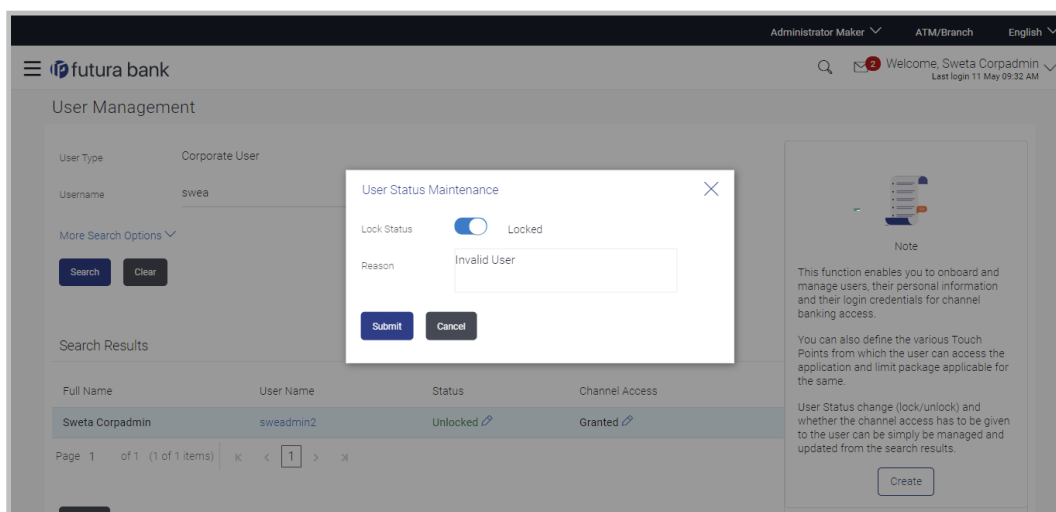 Administrator Maker ATM/Branch English
futura bank
2 Welcome, Sweta Corpadmin
Last login 11 May 09:32 AM
User Management
User Type Corporate User
Username swea
More Search Options
Search Clear
User Status Maintenance
Lock Status Locked
Reason Invalid User
Submit Cancel
Note
This function enables you to onboard and
manage users, their personal information
and their login credentials for channel
banking access.
You can also define the various Touch
Points from which the user can access the
application and limit package applicable for
the same.
User Status change (lock/unlock) and
whether the channel access has to be given
to the user can be simply be managed and
updated from the search results.
Create
Search Results
Full Name User Name Status Channel Access
Sweta Corpadmin sweadmin2 Unlocked Granted
Page 1 of 1 (1 of 1 items) 1